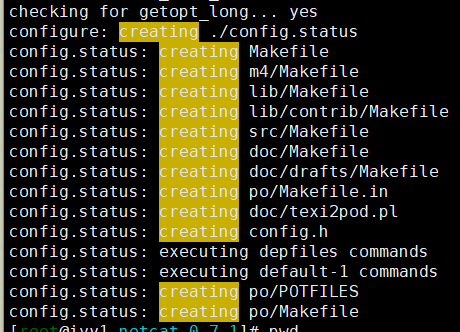 checking for getopt_long... yes
configure: creating ./config.status
config.status: creating Makefile
config.status: creating m4/Makefile
config.status: creating lib/Makefile
config.status: creating lib/contrib/Makefile
config.status: creating src/Makefile
config.status: creating doc/Makefile
config.status: creating doc/drafts/Makefile
config.status: creating po/Makefile.in
config.status: creating doc/texi2pod.pl
config.status: creating config.h
config.status: executing depfiles commands
config.status: executing default-1 commands
config.status: creating po/POTFILES
config.status: creating po/Makefile
[root@jvv1 netcat-0.7.1]# pwd